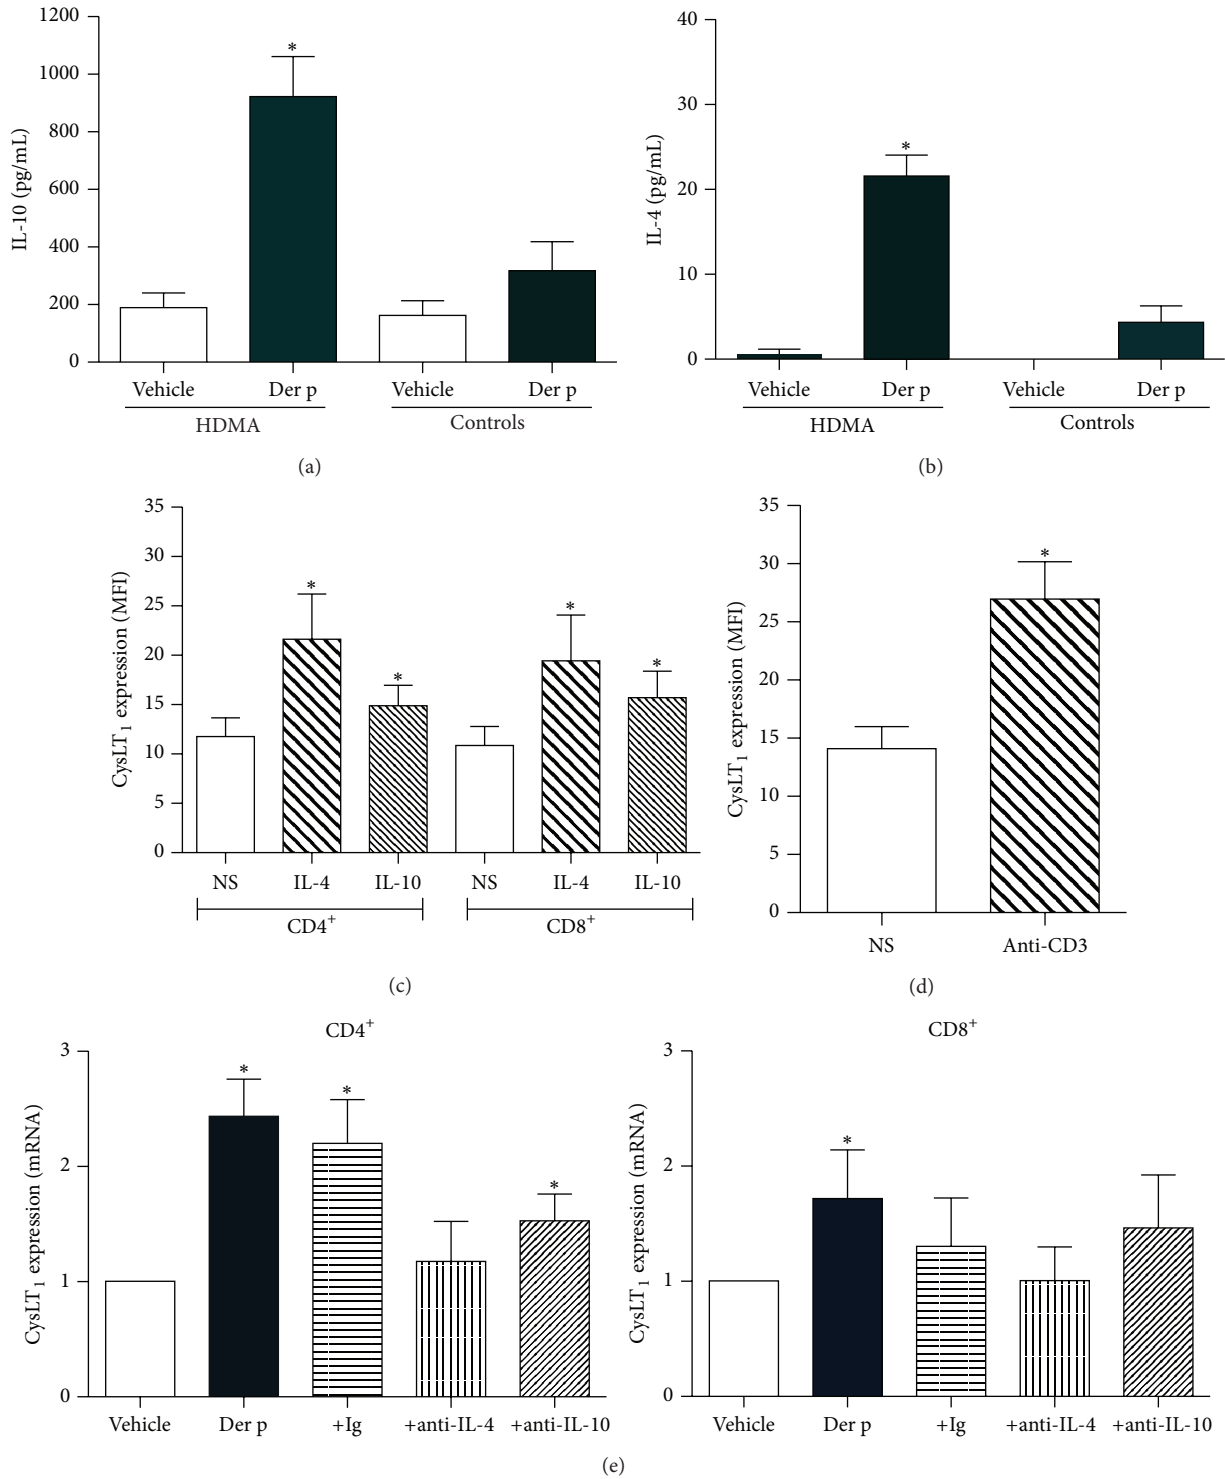 1200
1000
800
600
400
200
0
IL-10 (pg/mL)
*
Vehicle Der p Vehicle Der p
HDMA Controls
(a)
40
30
20
10
0
IL-4 (pg/mL)
*
Vehicle Der p Vehicle Der p
HDMA Controls
(b)
35
30
25
20
15
10
5
0
CysLT1 expression (MFI)
* * * *
NS IL-4 IL-10 NS IL-4 IL-10
CD4+ CD8+
(c)
35
30
25
20
15
10
5
0
CysLT1 expression (MFI)
*
NS Anti-CD3
(d)
CD4+
3
2
1
0
CysLT1 expression (mRNA)
* * *
Vehicle Der p +Ig +anti-IL-4 +anti-IL-10
CD8+
3
2
1
0
CysLT1 expression (mRNA)
*
Vehicle Der p +Ig +anti-IL-4 +anti-IL-10
(e)